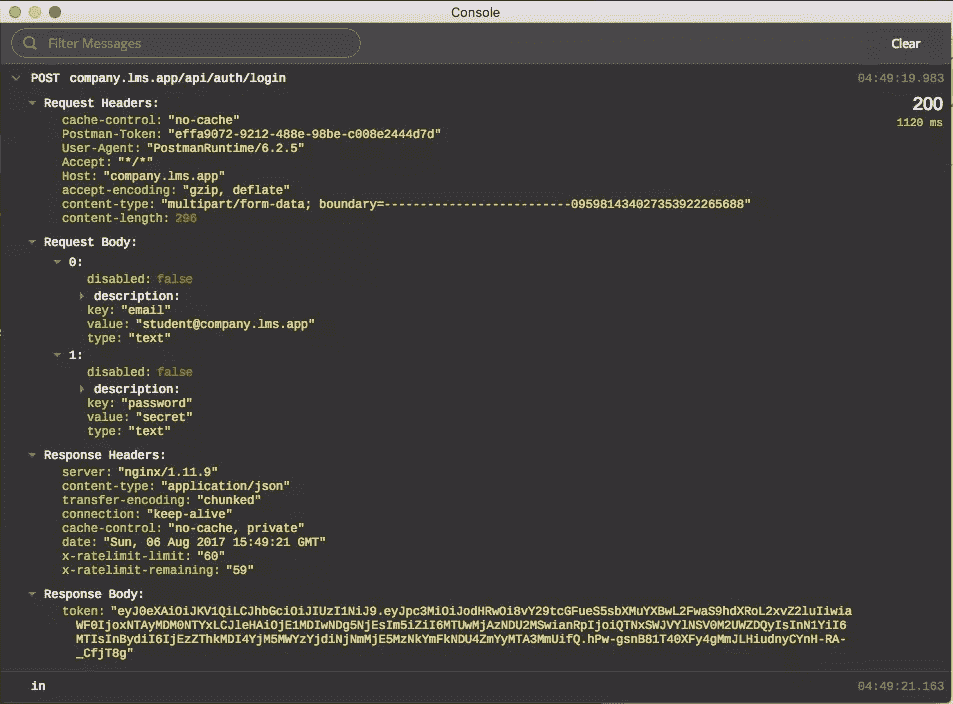 Console
Filter Messages
Clear
POST company.lms.app/api/auth/login
04:49:19.983
Request Headers:
200
cache-control: "no-cache"
1120 ms
Postman-Token: "effa9072-9212-488e-98be-c008e2444d7d"
User-Agent: "PostmanRuntime/6.2.5"
Accept: "*/*"
Host: "company.lms.app"
accept-encoding: "gzip, deflate"
content-type: "multipart/form-data; boundary=--------------------------095981434027353922265688"
content-length: 296
Request Body:
0:
disabled: false
description:
key: "email"
value: "student@company.lms.app"
type: "text"
1:
disabled: false
description:
key: "password"
value: "secret"
type: "text"
Response Headers:
server: "nginx/1.11.9"
content-type: "application/json"
transfer-encoding: "chunked"
connection: "keep-alive"
cache-control: "no-cache, private"
date: "Sun, 06 Aug 2017 15:49:21 GMT"
x-ratelimit-limit: "60"
x-ratelimit-remaining: "59"
Response Body:
token: "eyJ0eXAiOiJKV1QiLCJhbGciOiJIUzI1NiJ9.eyJpc3MiOiJodHRwOi8vY29tcGFueS5sbXMuYXBwL2FwaS9hdXRoL2xvZ2luIiwia
WF0IjoxNTAyMDM0NTYxLCJleHAiOjE1MDIwNDg5NjEsIm5iZiI6MTUwMjAzNDU2MSwianRpIjoiQTNxSWJVYlNSV0M2UWZDQyIsInN1YiI6
MTIsInBydiI6IjEzZThkMDI4YjM5MWYzYjdiNjNmMjE5MzNkYmFkNDU4ZmYyMTA3MmUifQ.hPw-gsnB81T40XFy4gMmJLHiudnyCYnH-RA-
_CfjT8g"
in
04:49:21.163